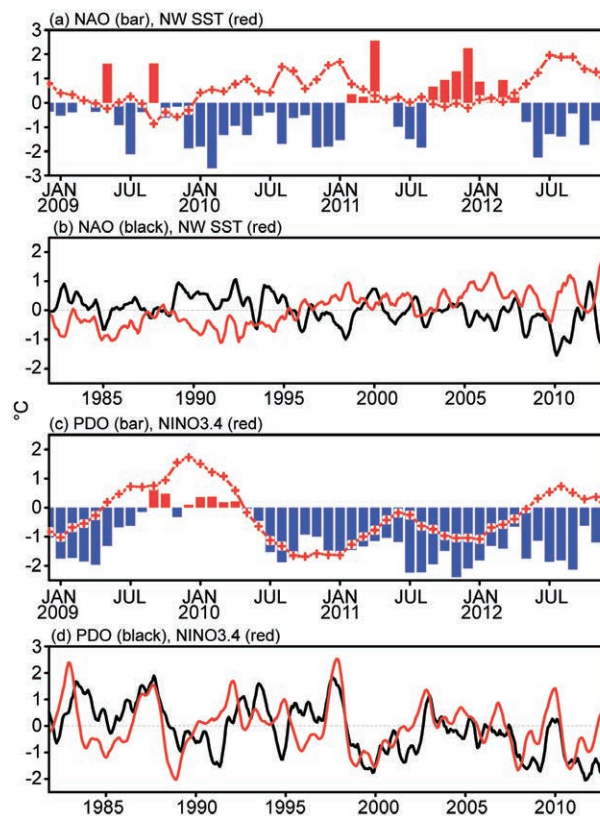 (a) NAO (bar), NW SST (red)
3
2
1
0
-1
-2
-3
JAN JUL JAN JUL JAN JUL JAN JUL
2009 2010 2011 2012
(b) NAO (black), NW SST (red)
2
1
0
-1
-2
1985 1990 1995 2000 2005 2010
°C
(c) PDO (bar), NINO3.4 (red)
2
1
0
-1
-2
JAN JUL JAN JUL JAN JUL JAN JUL
2009 2010 2011 2012
(d) PDO (black), NINO3.4 (red)
3
2
1
0
-1
-2
1985 1990 1995 2000 2005 2010